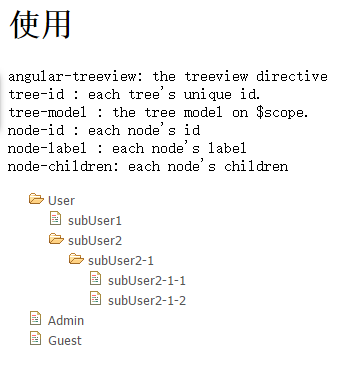 使用
angular-treeview: the treeview directive
tree-id : each tree's unique id.
tree-model : the tree model on $scope.
node-id : each node's id
node-label : each node's label
node-children: each node's children
User
subUser1
subUser2
subUser2-1
subUser2-1-1
subUser2-1-2
Admin
Guest